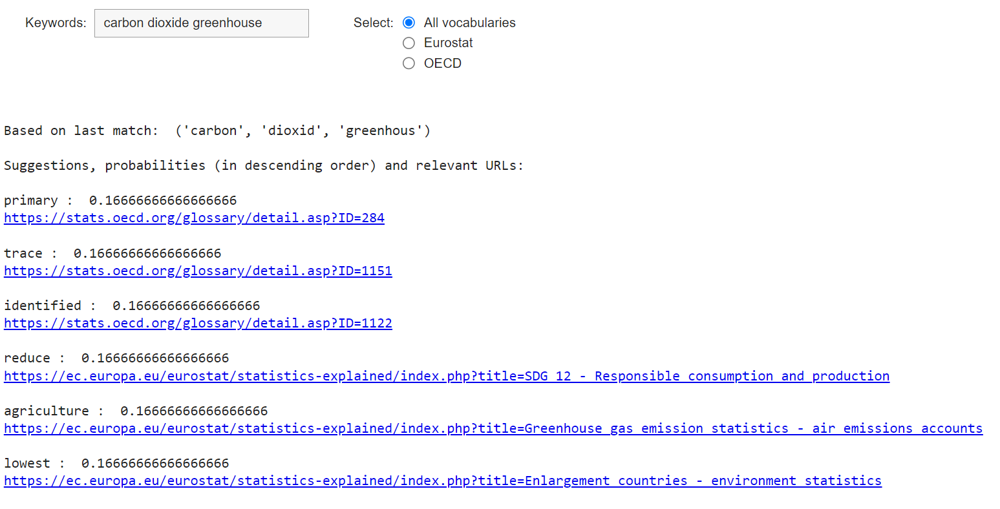 Keywords: carbon dioxide greenhouse Select: All vocabularies
Eurostat
OECD
Based on last match:  ('carbon', 'dioxid', 'greenhous')
Suggestions, probabilities (in descending order) and relevant URLs:
primary :  0.16666666666666666
https://stats.oecd.org/glossary/detail.asp?ID=284
trace :  0.16666666666666666
https://stats.oecd.org/glossary/detail.asp?ID=1151
identified :  0.16666666666666666
https://stats.oecd.org/glossary/detail.asp?ID=1122
reduce :  0.16666666666666666
https://ec.europa.eu/eurostat/statistics-explained/index.php?title=SDG_12_-_Responsible_consumption_and_production
agriculture :  0.16666666666666666
https://ec.europa.eu/eurostat/statistics-explained/index.php?title=Greenhouse_gas_emission_statistics_-_air_emissions_accounts
lowest :  0.16666666666666666
https://ec.europa.eu/eurostat/statistics-explained/index.php?title=Enlargement_countries_-_environment_statistics